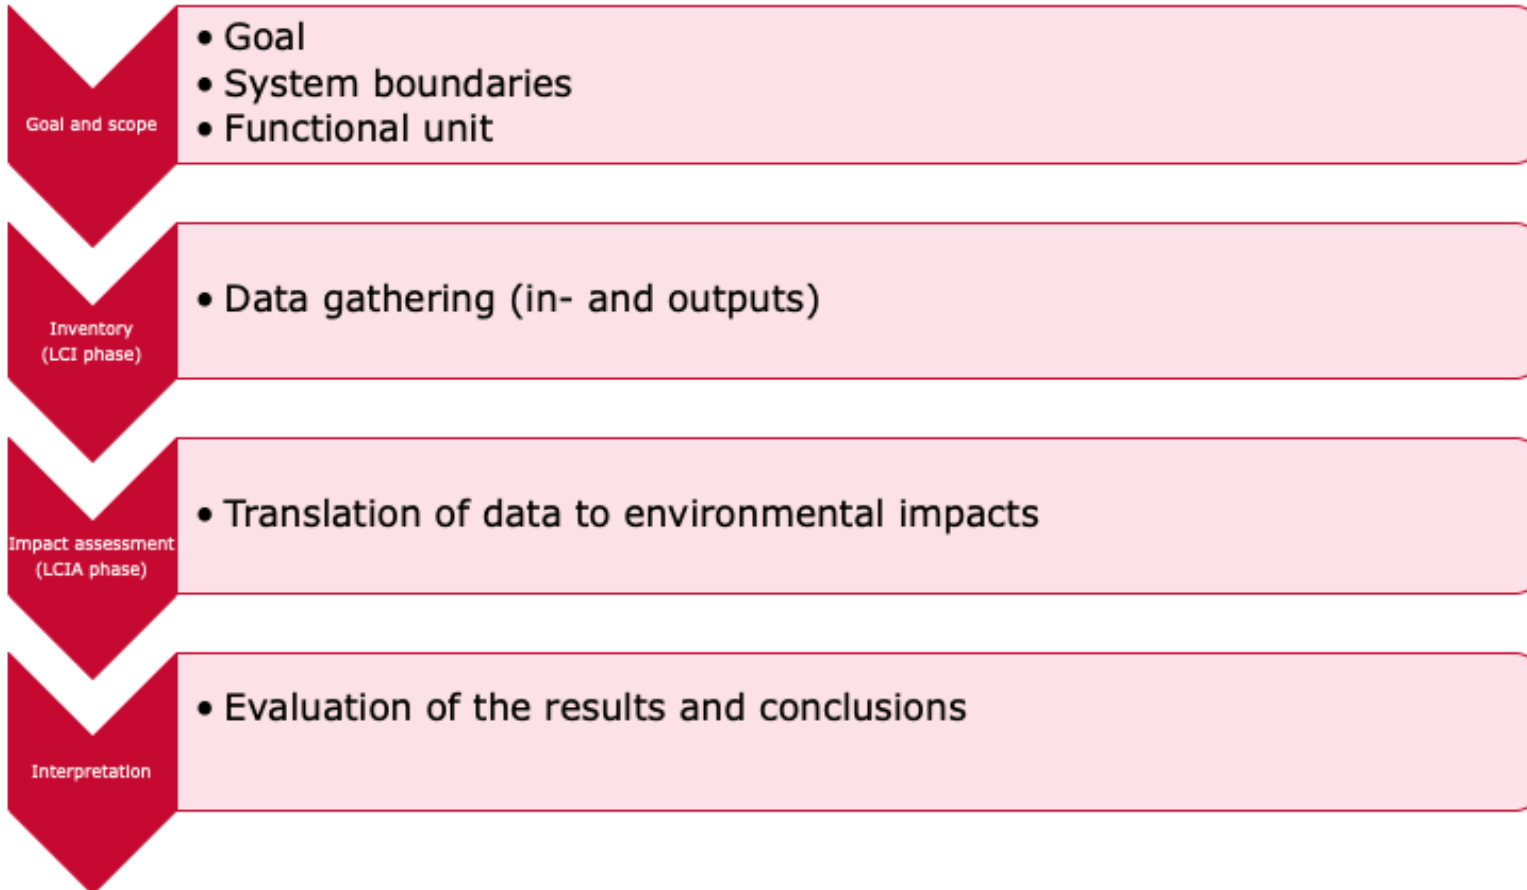 Goal and scope
• Goal
• System boundaries
• Functional unit
Inventory
(LCI phase)
• Data gathering (in- and outputs)
Impact assessment
(LCIA phase)
• Translation of data to environmental impacts
Interpretation
• Evaluation of the results and conclusions